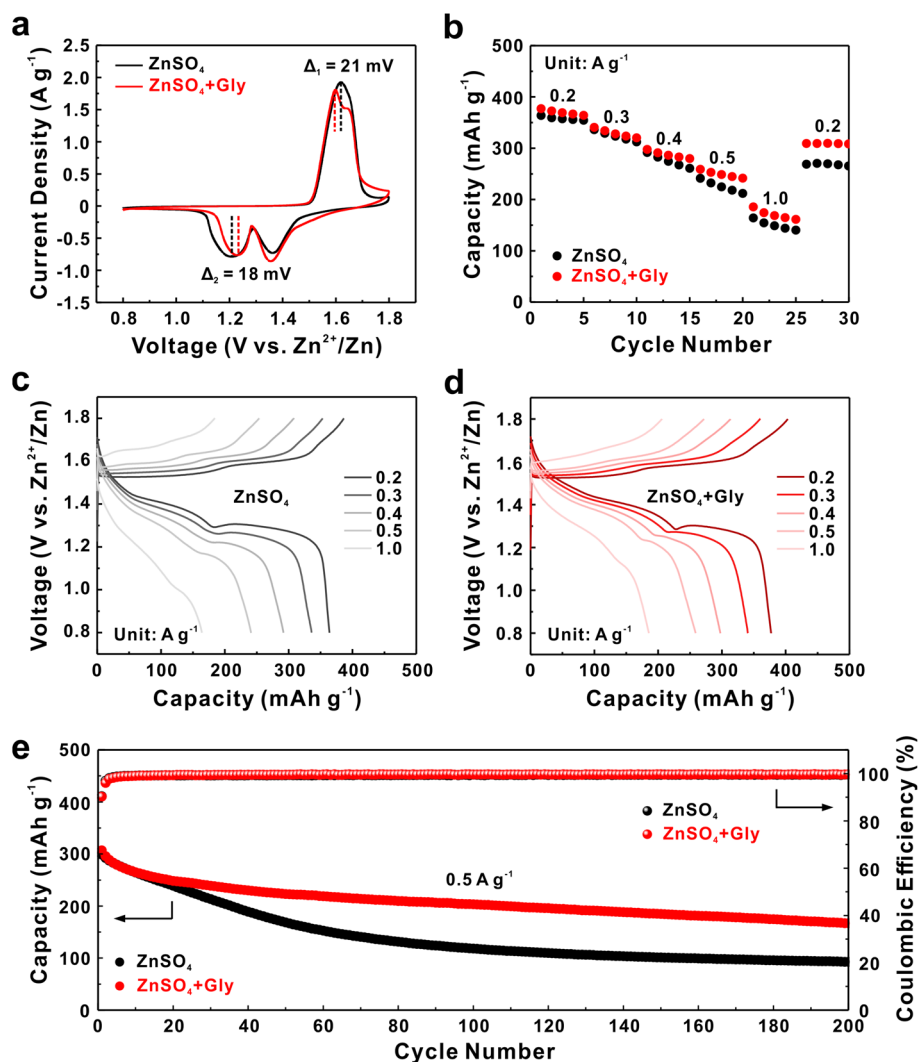 a
ZnSO₄
ZnSO₄+Gly
Δ₁ = 21 mV
Δ₂ = 18 mV
2.5
2.0
1.5
1.0
0.5
0.0
-0.5
-1.0
-1.5
0.8 1.0 1.2 1.4 1.6 1.8
Current Density (A g⁻¹)
Voltage (V vs. Zn²⁺/Zn)
b
Unit: A g⁻¹
0.2
0.3
0.4
0.5
1.0
0.2
ZnSO₄
ZnSO₄+Gly
500
400
300
200
100
0
0 5 10 15 20 25 30
Capacity (mAh g⁻¹)
Cycle Number
c
1.8
1.6
1.4
1.2
1.0
0.8
ZnSO₄
0.2
0.3
0.4
0.5
1.0
Unit: A g⁻¹
0 100 200 300 400 500
Voltage (V vs. Zn²⁺/Zn)
Capacity (mAh g⁻¹)
d
1.8
1.6
1.4
1.2
1.0
0.8
ZnSO₄+Gly
0.2
0.3
0.4
0.5
1.0
Unit: A g⁻¹
0 100 200 300 400 500
Voltage (V vs. Zn²⁺/Zn)
Capacity (mAh g⁻¹)
e
500
400
300
200
100
0
ZnSO₄
ZnSO₄+Gly
0.5 A g⁻¹
ZnSO₄
ZnSO₄+Gly
100
80
60
40
20
0
0 20 40 60 80 100 120 140 160 180 200
Capacity (mAh g⁻¹)
Coulombic Efficiency (%)
Cycle Number